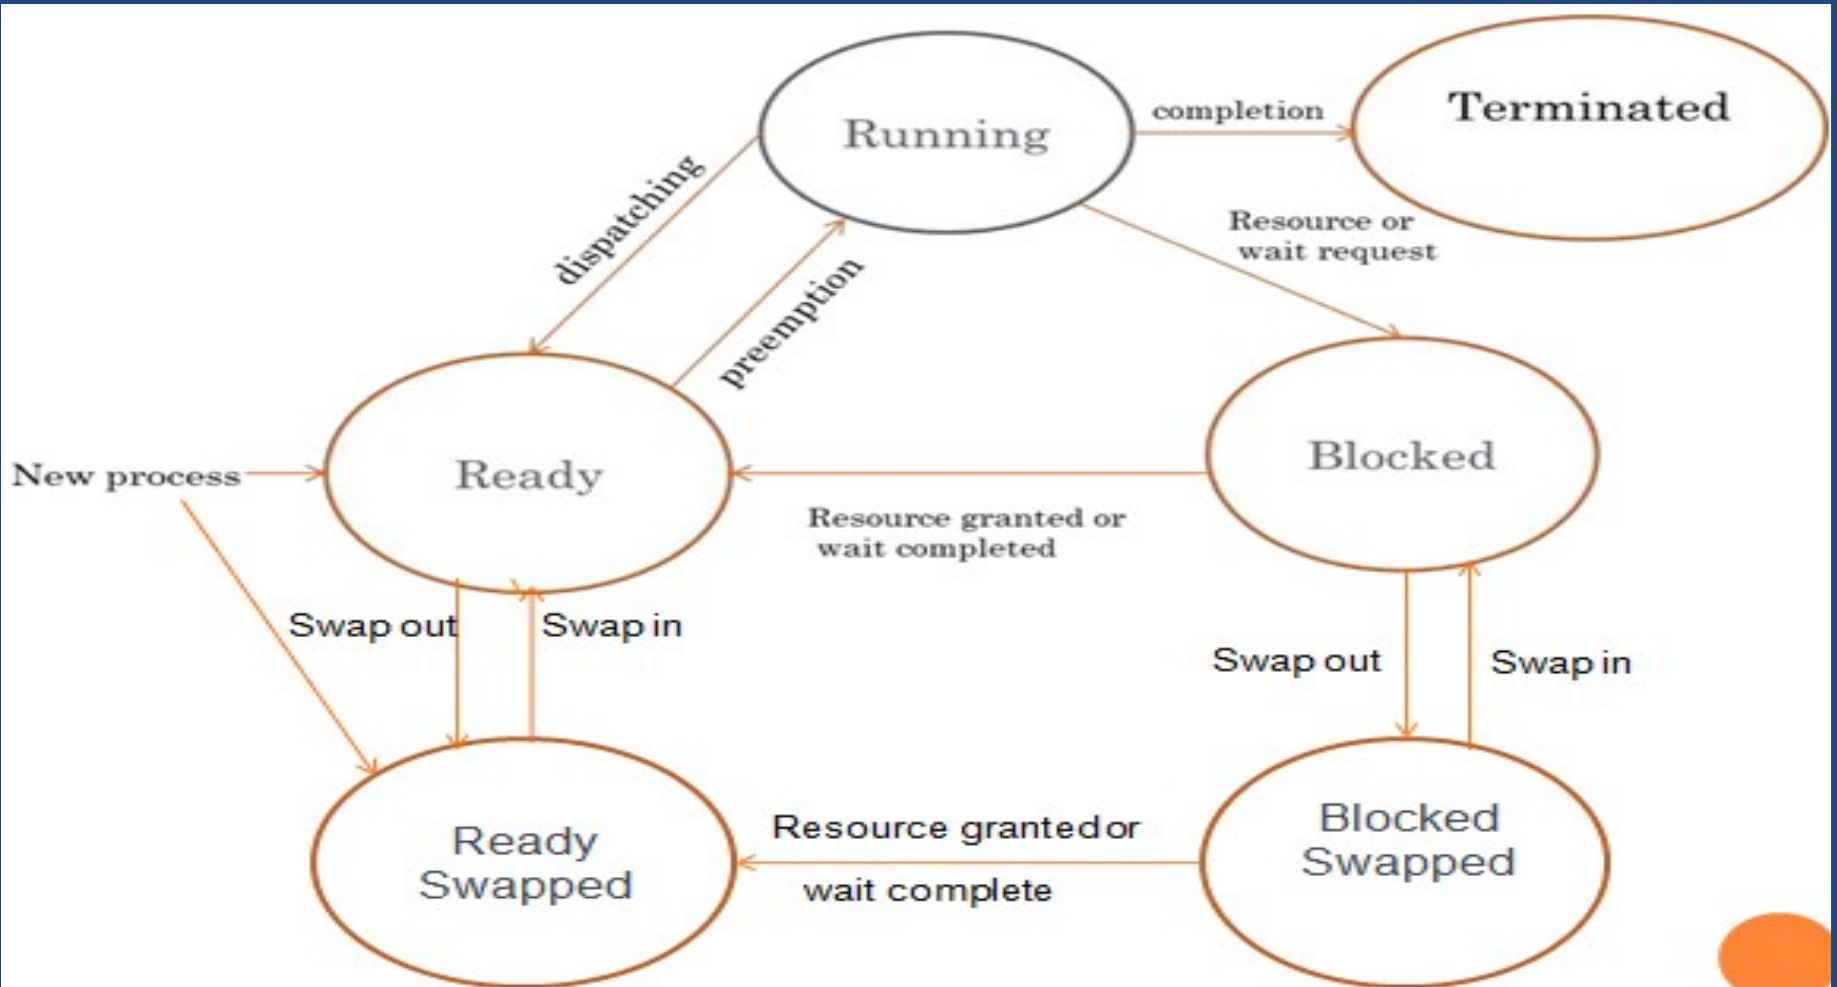 Running
completion
Terminated
dispatching
preemption
Resource or
wait request
New process
Ready
Blocked
Resource granted or
wait completed
Swap out
Swap in
Swap out
Swap in
Ready
Swapped
Resource granted or
wait complete
Blocked
Swapped